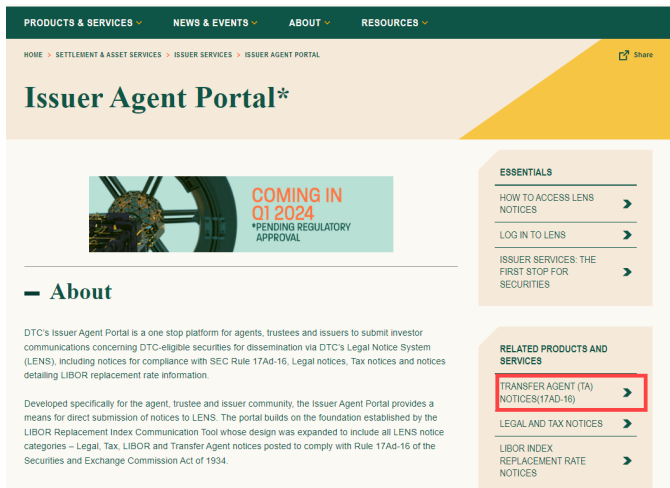 PRODUCTS & SERVICES
NEWS & EVENTS
ABOUT
RESOURCES
HOME > SETTLEMENT & ASSET SERVICES > ISSUER SERVICES > ISSUER AGENT PORTAL
Share
Issuer Agent Portal*
COMING IN
Q1 2024
*PENDING REGULATORY
APPROVAL
About
DTC's Issuer Agent Portal is a one stop platform for agents, trustees and issuers to submit investor
communications concerning DTC-eligible securities for dissemination via DTC's Legal Notice System
(LENS), including notices for compliance with SEC Rule 17Ad-16, Legal notices, Tax notices and notices
detailing LIBOR replacement rate information.
Developed specifically for the agent, trustee and issuer community, the Issuer Agent Portal provides a
means for direct submission of notices to LENS. The portal builds on the foundation established by the
LIBOR Replacement Index Communication Tool whose design was expanded to include all LENS notice
categories – Legal, Tax, LIBOR and Transfer Agent notices posted to comply with Rule 17Ad-16 of the
Securities and Exchange Commission Act of 1934.
ESSENTIALS
HOW TO ACCESS LENS
NOTICES
LOG IN TO LENS
ISSUER SERVICES: THE
FIRST STOP FOR
SECURITIES
RELATED PRODUCTS AND
SERVICES
TRANSFER AGENT (TA)
NOTICES(17AD-16)
LEGAL AND TAX NOTICES
LIBOR INDEX
REPLACEMENT RATE
NOTICES